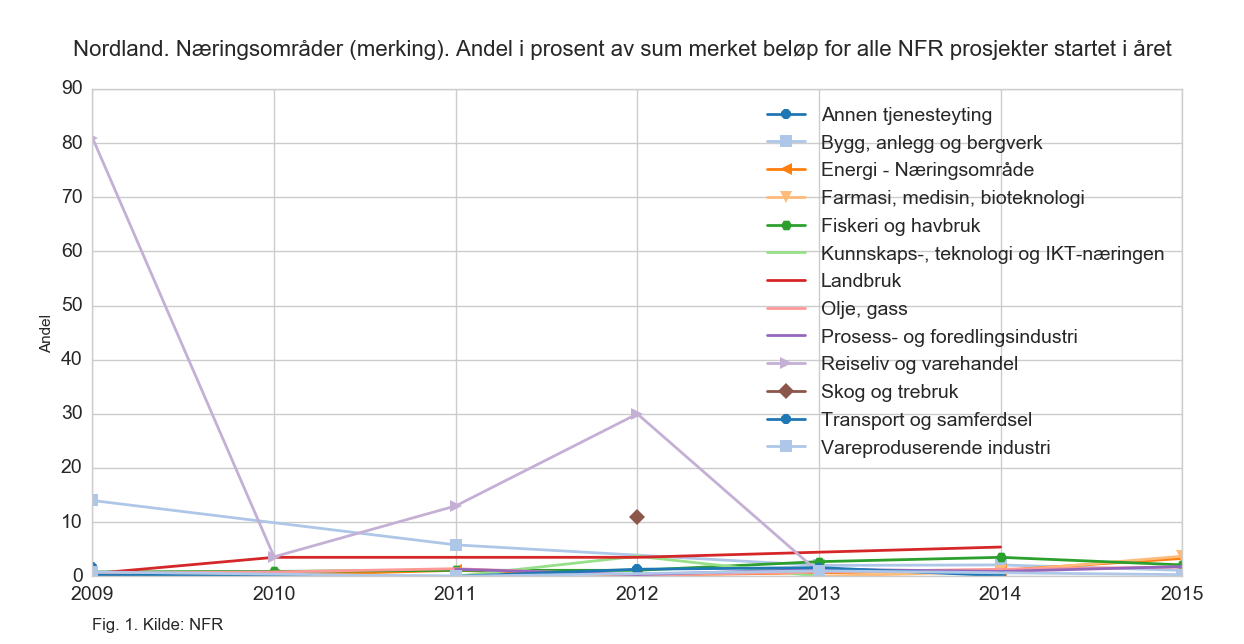 Nordland. Næringsområder (merking). Andel i prosent av sum merket beløp for alle NFR prosjekter startet i året
90
80
70
60
50
40
30
20
10
0
Andel
Annen tjenesteyting
Bygg, anlegg og bergverk
Energi - Næringsområde
Farmasi, medisin, bioteknologi
Fiskeri og havbruk
Kunnskaps-, teknologi og IKT-næringen
Landbruk
Olje, gass
Prosess- og foredlingsindustri
Reiseliv og varehandel
Skog og trebruk
Transport og samferdsel
Vareproduserende industri
2009 2010 2011 2012 2013 2014 2015
Fig. 1. Kilde: NFR